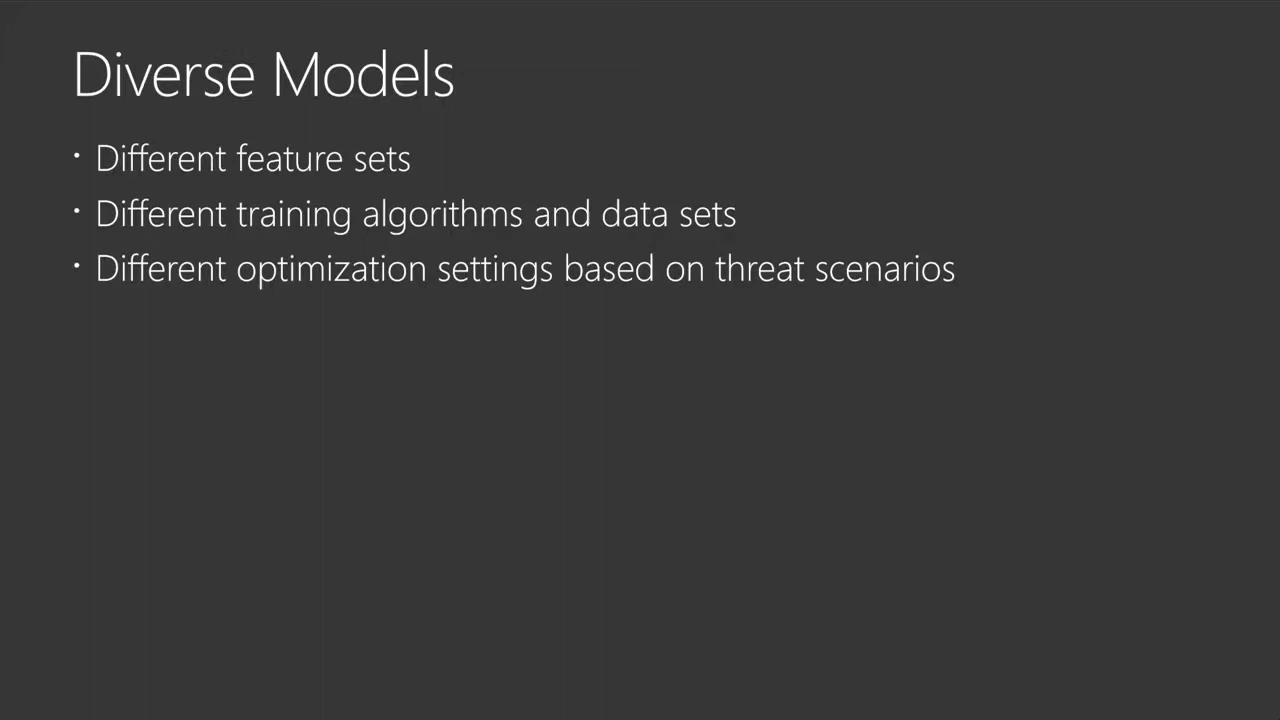 Diverse Models
· Different feature sets
· Different training algorithms and data sets
· Different optimization settings based on threat scenarios